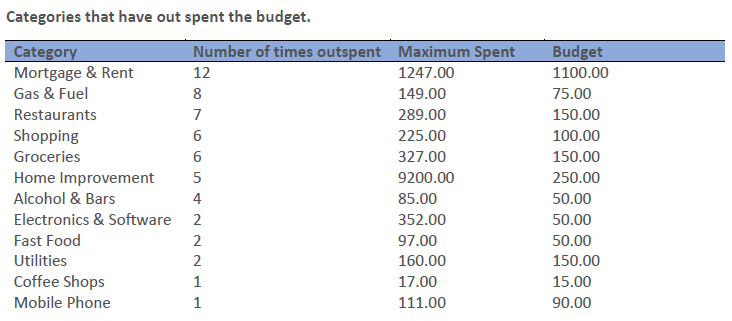 Categories that have out spent the budget.
Category Number of times outspent Maximum Spent Budget
Mortgage & Rent 12 1247.00 1100.00
Gas & Fuel 8 149.00 75.00
Restaurants 7 289.00 150.00
Shopping 6 225.00 100.00
Groceries 6 327.00 150.00
Home Improvement 5 9200.00 250.00
Alcohol & Bars 4 85.00 50.00
Electronics & Software 2 352.00 50.00
Fast Food 2 97.00 50.00
Utilities 2 160.00 150.00
Coffee Shops 1 17.00 15.00
Mobile Phone 1 111.00 90.00